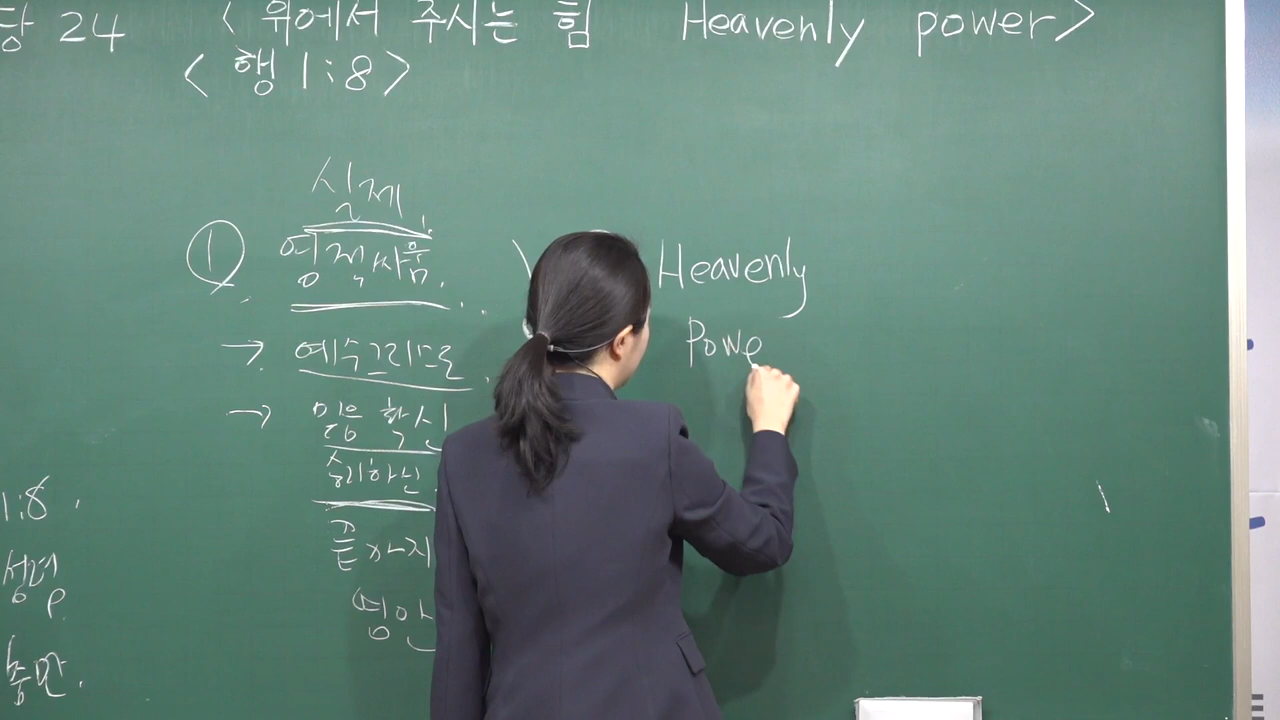 당 24 <위에서 주시는 힘 Heavenly power>
<행 1:8>
실제
① 영적싸움.
Heavenly
Powe
→ 예수그리스도
→ 믿음 확신
승리하신
끝까지
평안
1:8.
성령
충만.